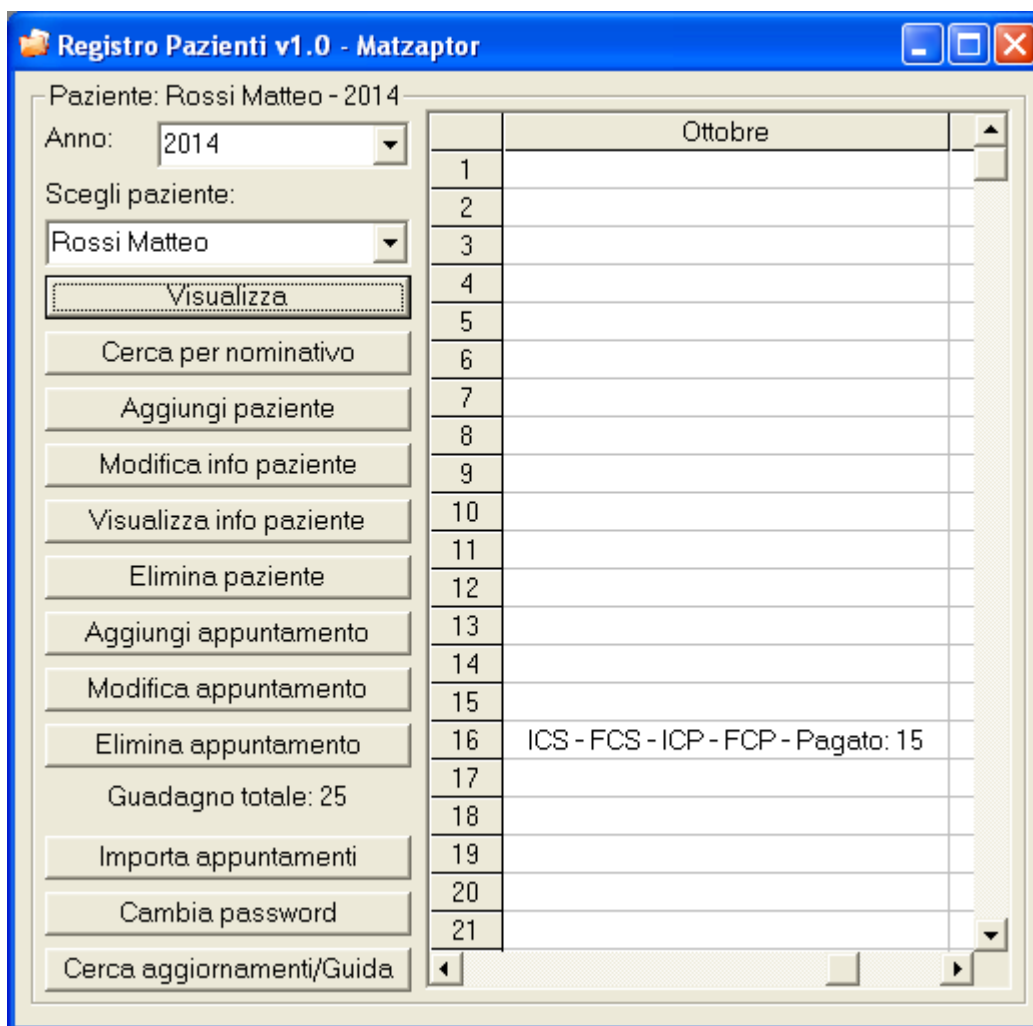 Registro Pazienti v1.0 - Matzaptor
Paziente: Rossi Matteo - 2014
Anno:
2014
Scegli paziente:
Rossi Matteo
Visualizza
Cerca per nominativo
Aggiungi paziente
Modifica info paziente
Visualizza info paziente
Elimina paziente
Aggiungi appuntamento
Modifica appuntamento
Elimina appuntamento
Guadagno totale: 25
Importa appuntamenti
Cambia password
Cerca aggiornamenti/Guida
Ottobre
1
2
3
4
5
6
7
8
9
10
11
12
13
14
15
16 ICS - FCS - ICP - FCP - Pagato: 15
17
18
19
20
21